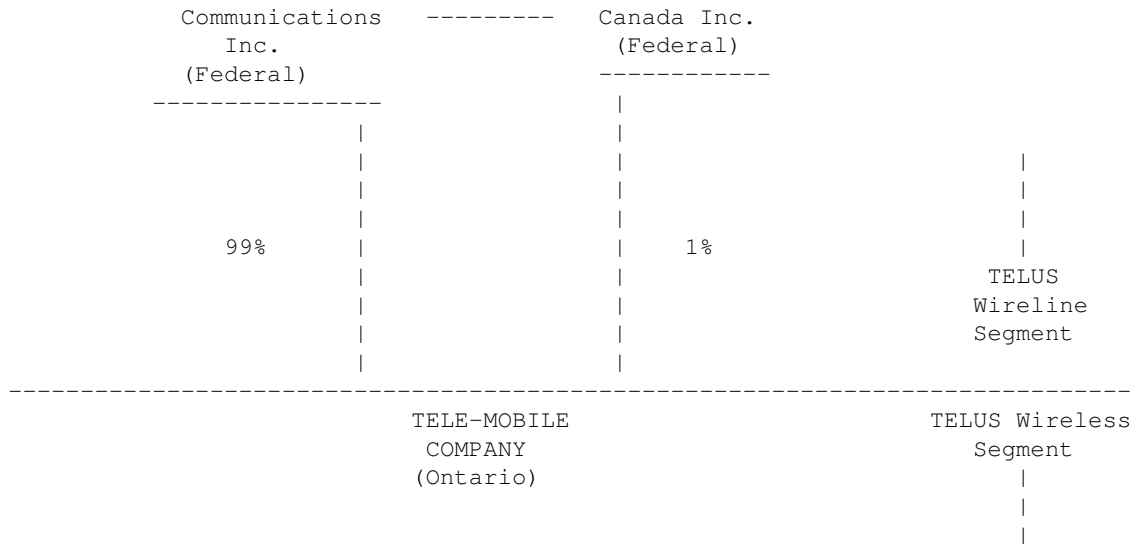 Communications --------- Canada Inc.
Inc. (Federal)
(Federal) ------------
---------------- |
| |
| | |
| | |
| | |
99% | | 1% |
| | TELUS
| | Wireline
| | Segment
| |
-------------------------------------------------------------------------------
TELE-MOBILE TELUS Wireless
COMPANY Segment
(Ontario) |
|
|